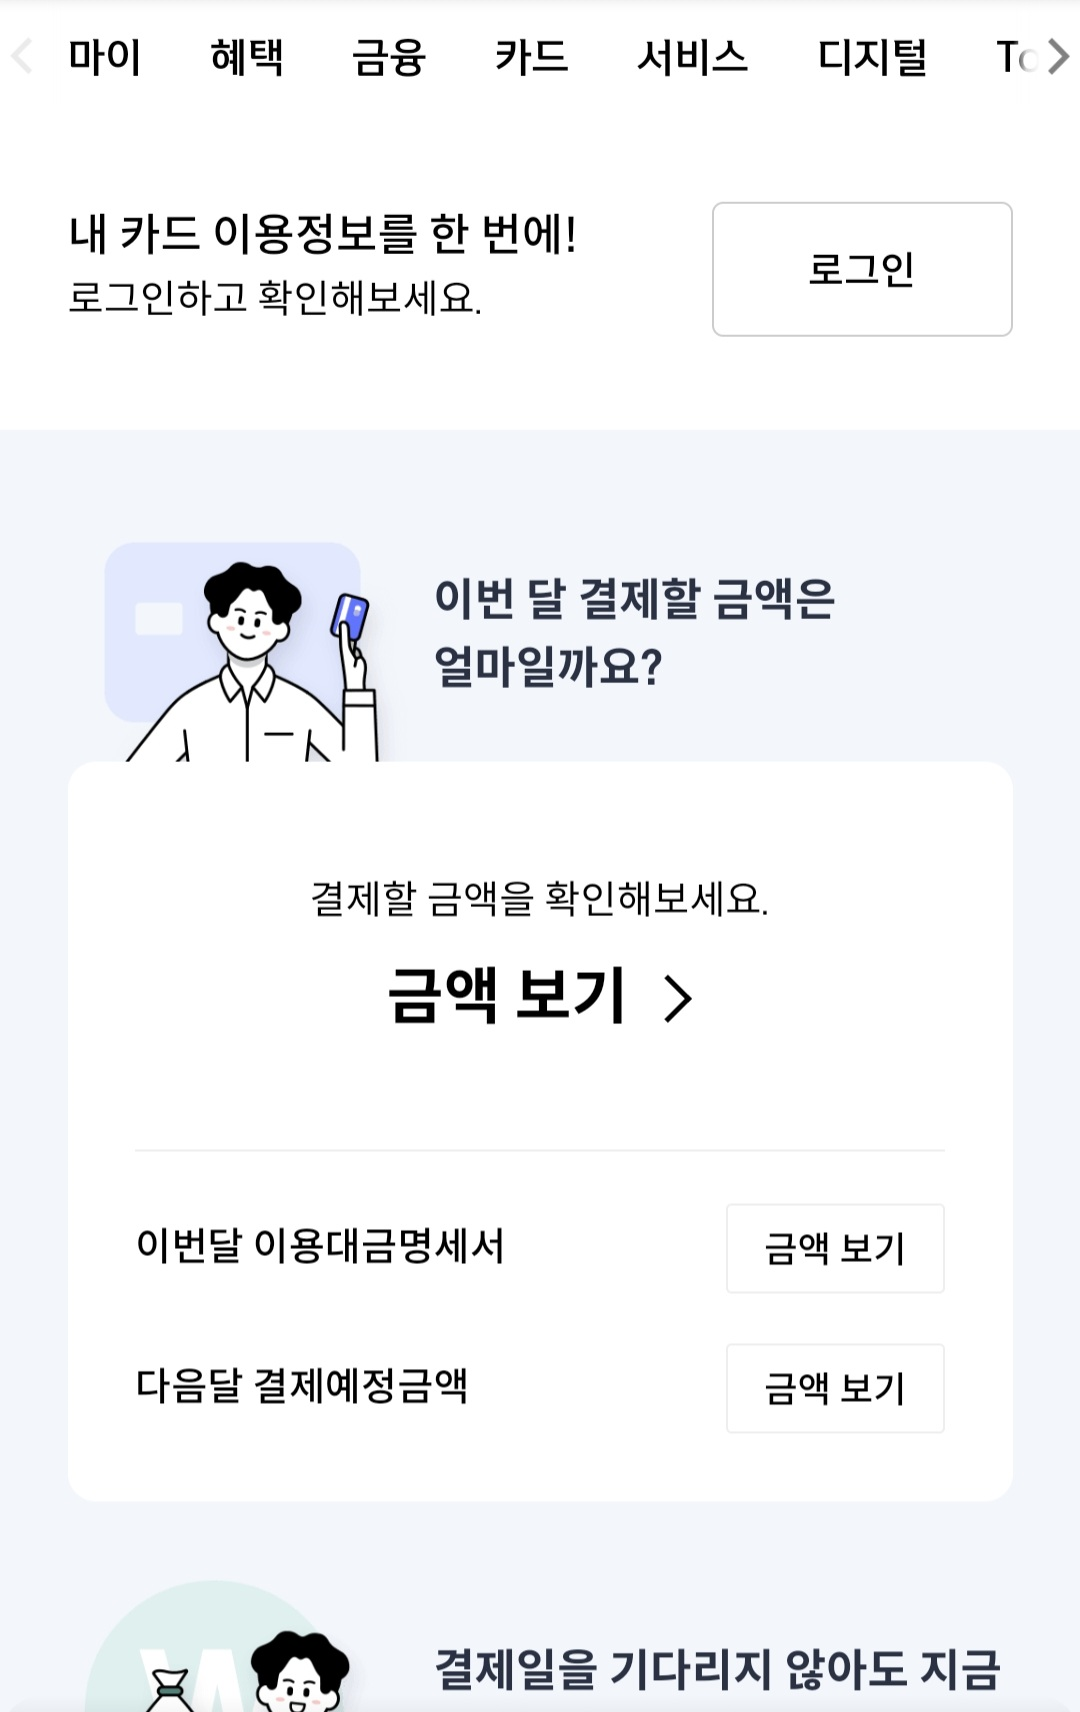 마이 혜택 금융 카드 서비스 디지털
내 카드 이용정보를 한 번에!
로그인하고 확인해보세요.
로그인
이번 달 결제할 금액은
얼마일까요?
결제할 금액을 확인해보세요.
금액 보기
이번달 이용대금명세서
금액 보기
다음달 결제예정금액
금액 보기
결제일을 기다리지 않아도 지금